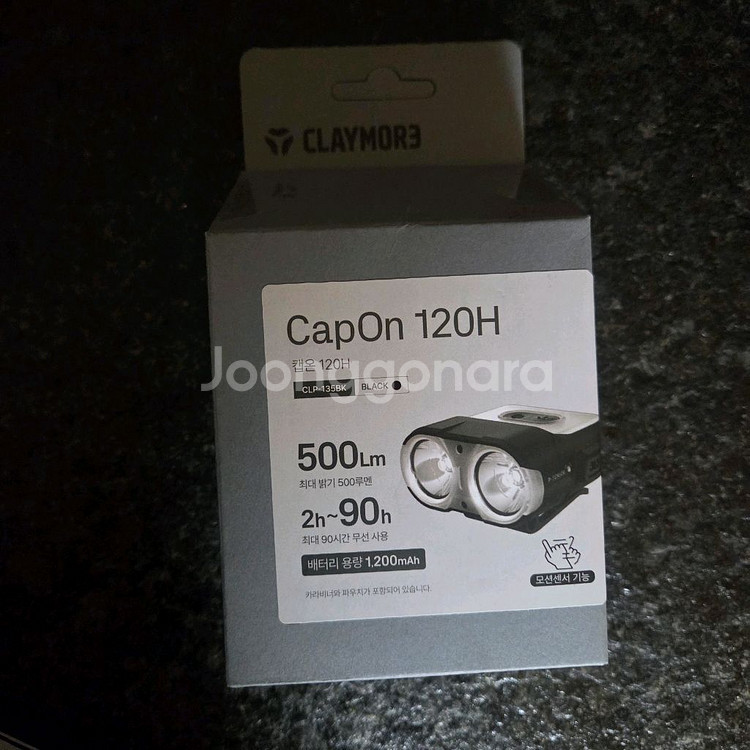 CLAYMOR3
CapOn 120H
캡온 120H
Joonggonara
CLP-135BK BLACK
500Lm
최대 밝기 500루멘
2h~90h
최대 90시간 무선 사용
배터리 용량 1,200mAh
모션센서 기능
카라비너와 파우치가 포함되어 있습니다.